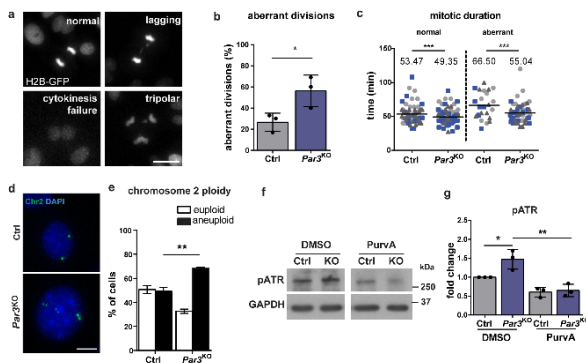 a
normal
lagging
H2B-GFP
cytokinesis
failure
tripolar
b
aberrant divisions
aberrant divisions (%)
100
80
60
40
20
0
*
Ctrl
Par3KO
c
mitotic duration
normal
aberrant
***
***
53.47
49.35
66.50
55.04
time (min)
150
100
50
0
Ctrl
Par3KO
Ctrl
Par3KO
d
Chr2 DAPI
Ctrl
Par3KO
e
chromosome 2 ploidy
euploid
aneuploid
**
% of cells
100
80
60
40
20
0
Ctrl
Par3KO
f
DMSO
PurvA
Ctrl KO
Ctrl KO
kDa
pATR
250
GAPDH
37
g
pATR
*
**
fold change
2.0
1.5
1.0
0.5
0.0
Ctrl
Par3KO
Ctrl
Par3KO
DMSO
PurvA